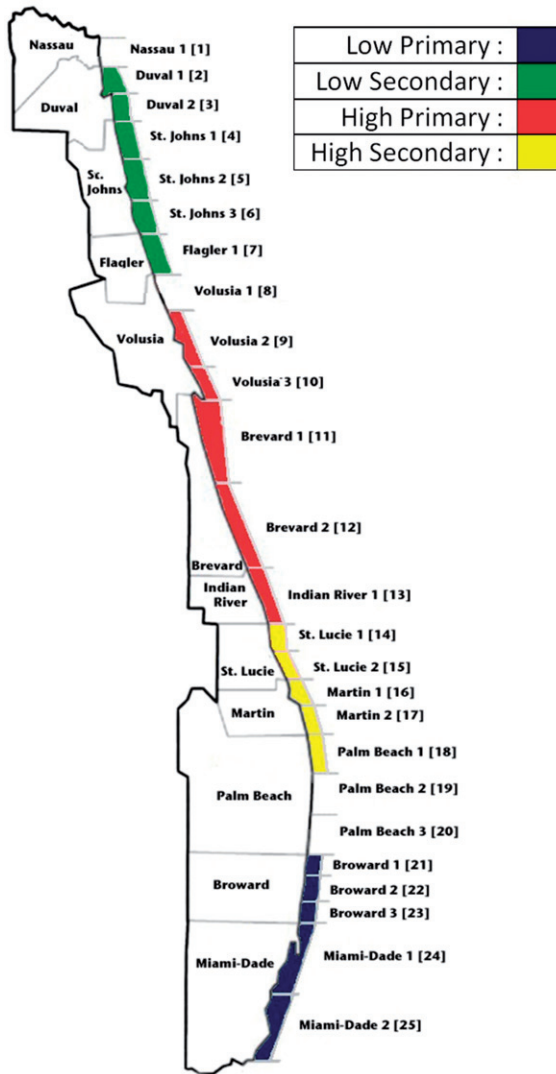 Nassau
Nassau 1 [1]
Low Primary :
Low Secondary :
High Primary :
High Secondary :
Duval 1 [2]
Duval
Duval 2 [3]
St. Johns 1 [4]
St.
Johns
St. Johns 2 [5]
St. Johns 3 [6]
Flagler 1 [7]
Flagler
Volusia 1 [8]
Volusia
Volusia 2 [9]
Volusia 3 [10]
Brevard 1 [11]
Brevard 2 [12]
Brevard
Indian
River
Indian River 1 [13]
St. Lucie 1 [14]
St. Lucie
St. Lucie 2 [15]
Martin 1 [16]
Martin
Martin 2 [17]
Palm Beach 1 [18]
Palm Beach
Palm Beach 2 [19]
Palm Beach 3 [20]
Broward 1 [21]
Broward
Broward 2 [22]
Broward 3 [23]
Miami-Dade
Miami-Dade 1 [24]
Miami-Dade 2 [25]